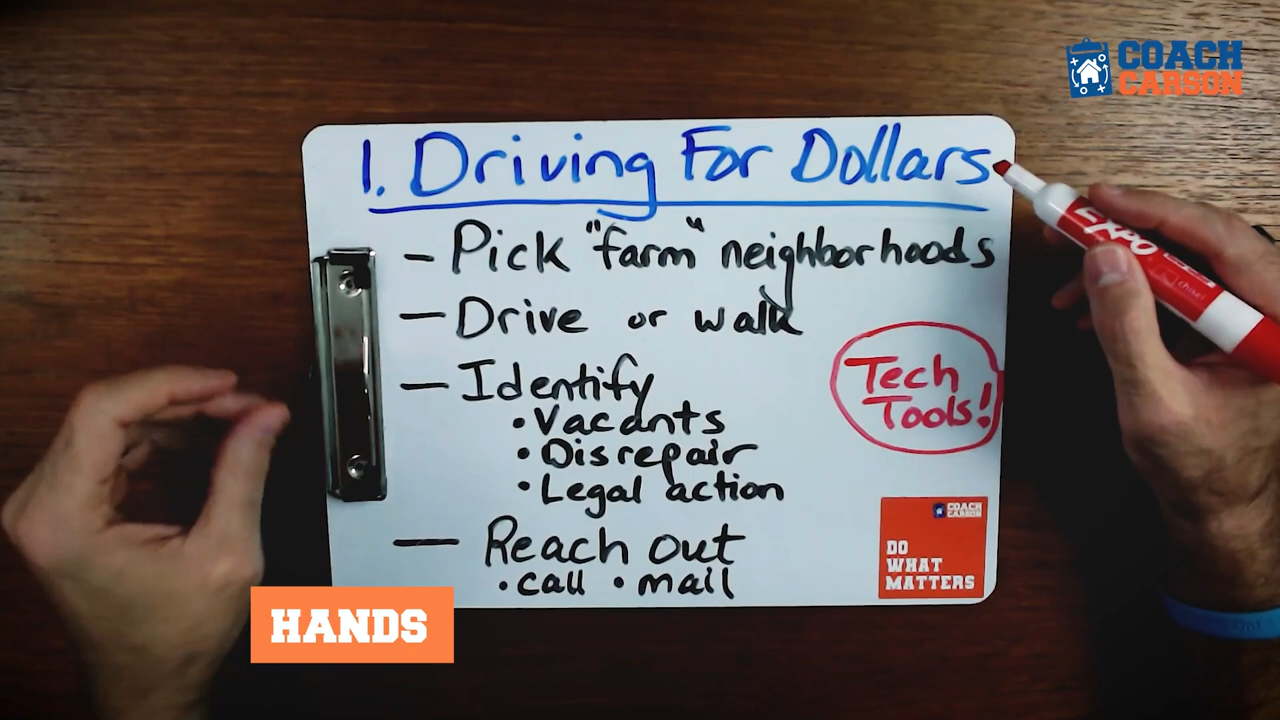 COACH
CARSON
1. Driving For Dollars
- Pick "farm" neighborhoods
- Drive or walk
- Identify
• Vacants
• Disrepair
• Legal action
Tech
Tools!
- Reach out
• call • mail
COACH
CARSON
DO
WHAT
MATTERS
EXPO
HANDS